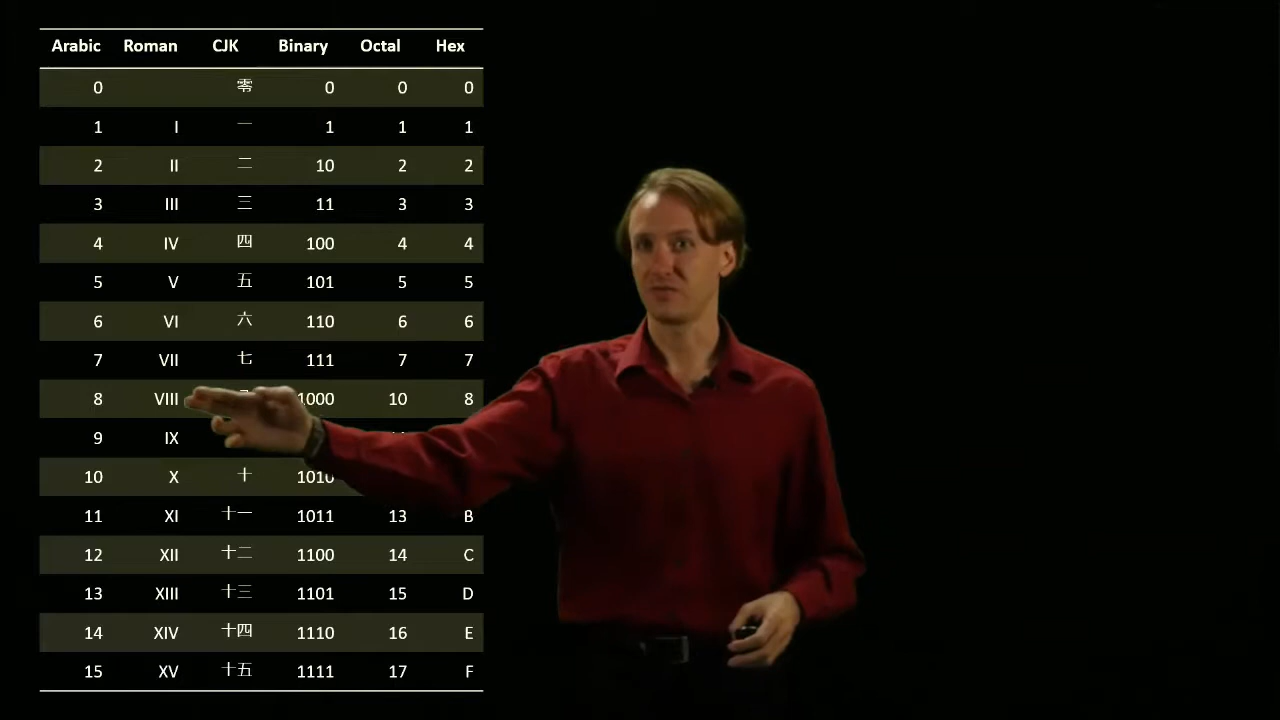 Arabic Roman CJK Binary Octal Hex
0 零 0 0 0
1 I 一 1 1 1
2 II 二 10 2 2
3 III 三 11 3 3
4 IV 四 100 4 4
5 V 五 101 5 5
6 VI 六 110 6 6
7 VII 七 111 7 7
8 VIII 1000 10 8
9 IX
10 X 十 1010
11 XI 十一 1011 13 B
12 XII 十二 1100 14 C
13 XIII 十三 1101 15 D
14 XIV 十四 1110 16 E
15 XV 十五 1111 17 F